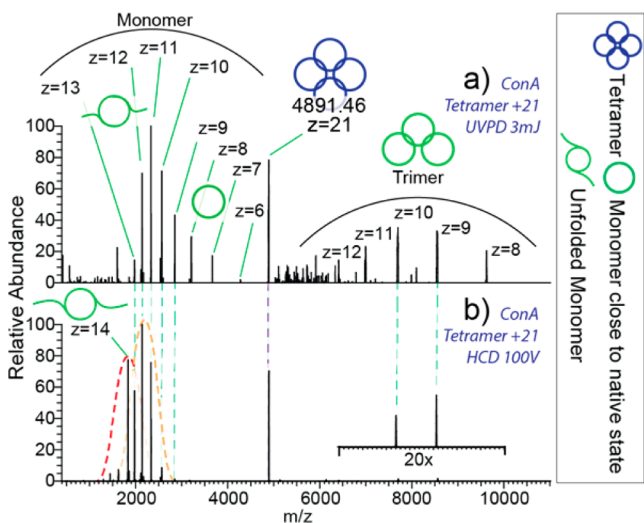 Monomer
z=11
z=12
z=10
z=13
z=9
z=8
z=7
z=6
4891.46
z=21
a) ConA
Tetramer +21
UVPD 3mJ
Trimer
z=12
z=11
z=10
z=9
z=8
100
80
60
40
20
0
Relative Abundance
b) ConA
Tetramer +21
HCD 100V
z=14
100
80
60
40
20
0
20x
2000
4000
6000
8000
10000
m/z
Tetramer
Monomer close to native state
Unfolded Monomer